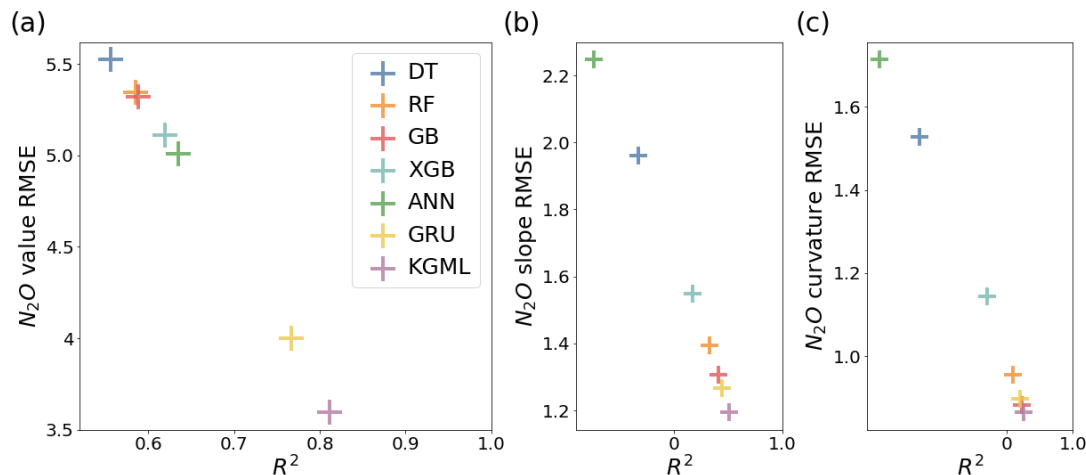 (a)
N₂O value RMSE
5.5
5.0
4.5
4
3.5
0.6
0.7
0.8
0.9
1.0
R²
DT
RF
GB
XGB
ANN
GRU
KGML
(b)
N₂O slope RMSE
2.2
2.0
1.8
1.6
1.4
1.2
0
1.0
R²
(c)
N₂O curvature RMSE
1.6
1.4
1.2
1.0
0
1.0
R²